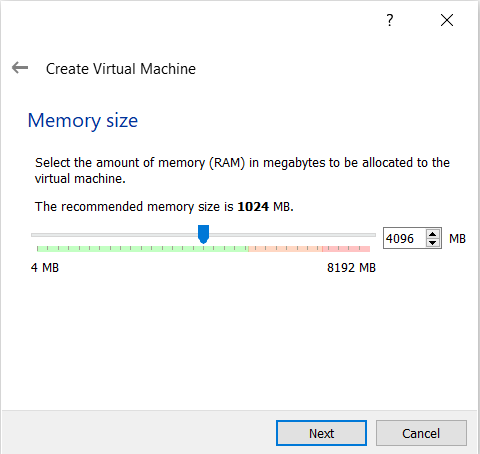 ?
Create Virtual Machine
Memory size
Select the amount of memory (RAM) in megabytes to be allocated to the
virtual machine.
The recommended memory size is 1024 MB.
4096 MB
4 MB 8192 MB
Next Cancel